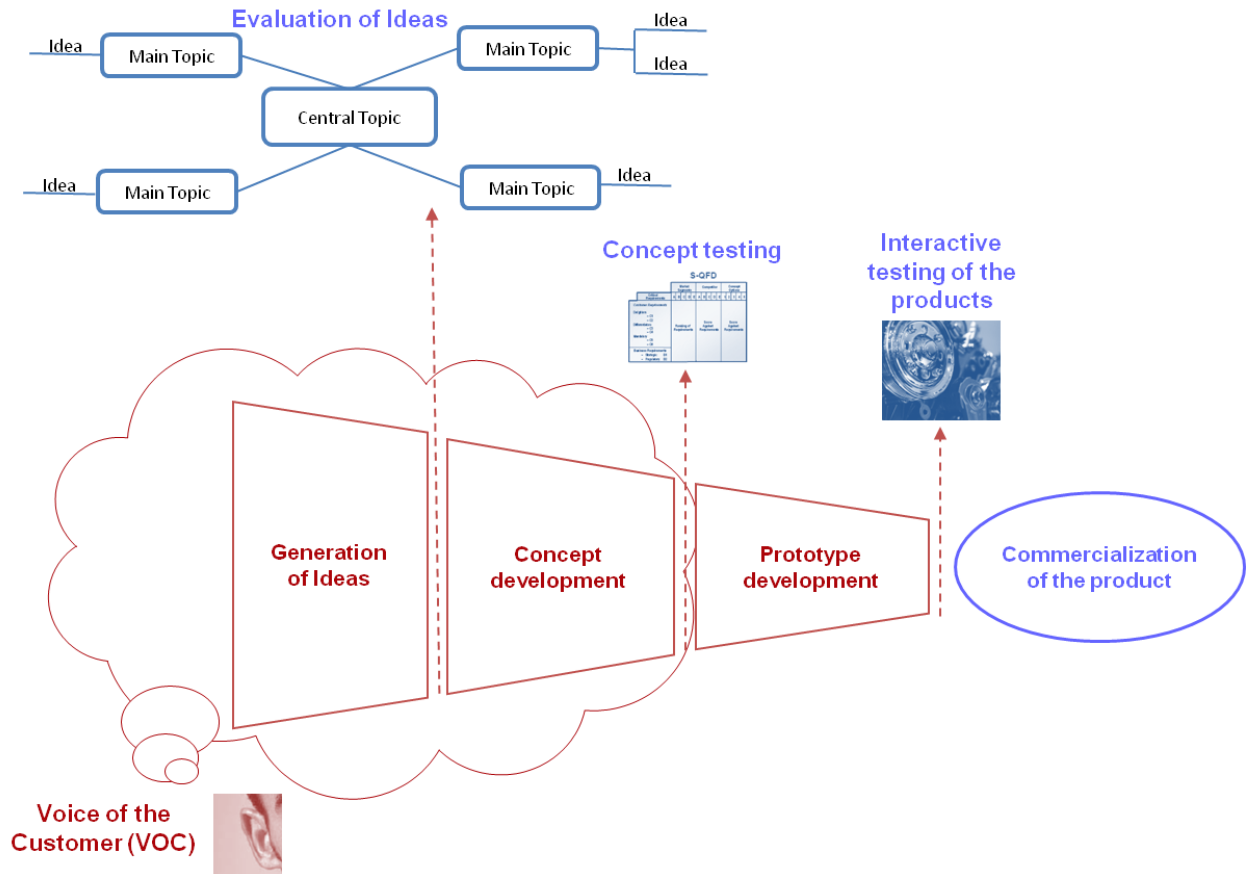 Evaluation of Ideas
Idea
Main Topic
Main Topic
Idea
Idea
Central Topic
Idea
Main Topic
Main Topic
Idea
Concept testing
S-QFD
Interactive
testing of the
products
Generation
of Ideas
Concept
development
Prototype
development
Commercialization
of the product
Voice of the
Customer (VOC)